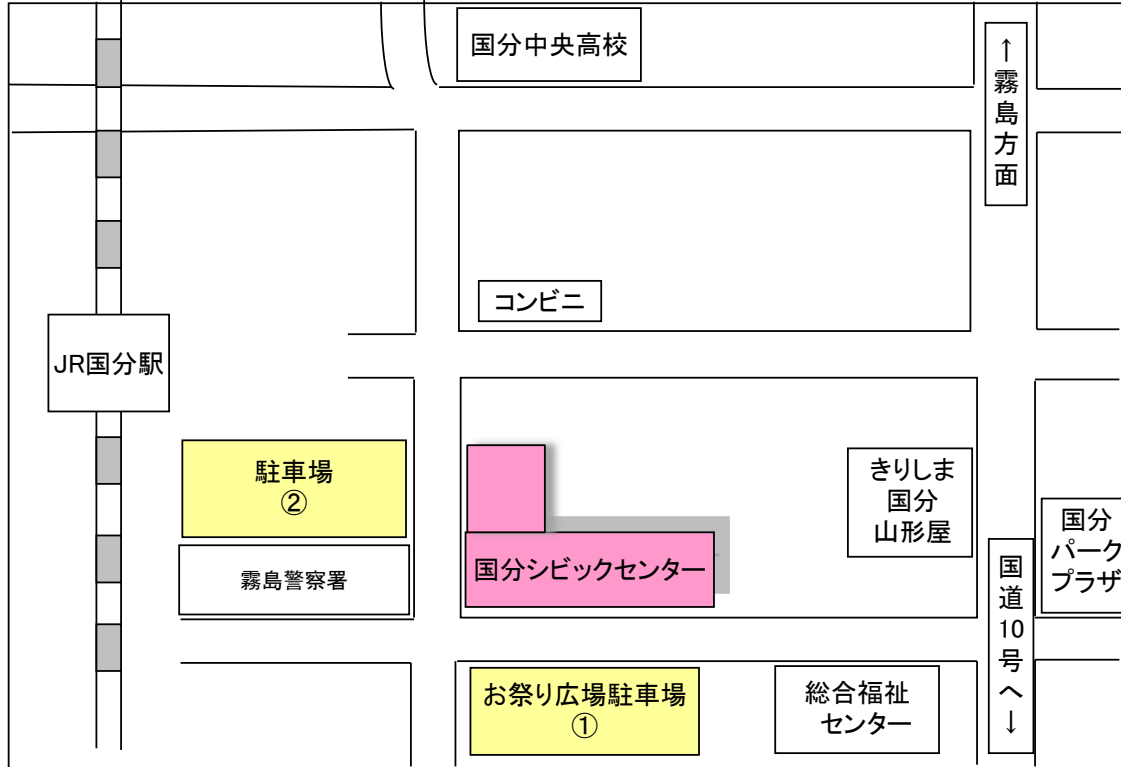 国分中央高校
↑霧島方面
コンビニ
JR国分駅
駐車場
②
きりしま
国分
山形屋
国分
パーク
プラザ
霧島警察署
国分シビックセンター
国道10号へ↓
お祭り広場駐車場
①
総合福祉
センター